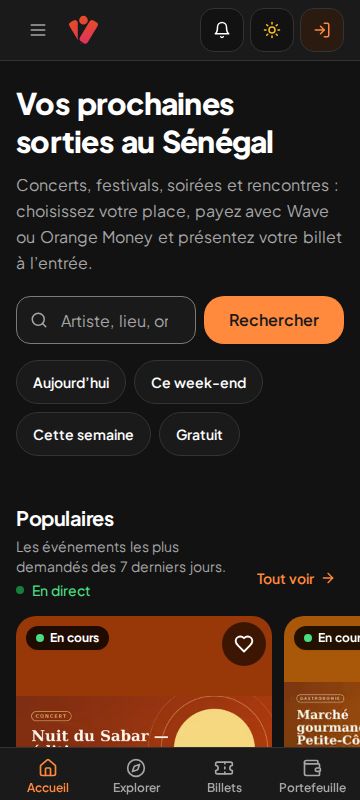 Vos prochaines
sorties au Sénégal
Concerts, festivals, soirées et rencontres :
choisissez votre place, payez avec Wave
ou Orange Money et présentez votre billet
à l’entrée.
Artiste, lieu, or
Rechercher
Aujourd’hui
Ce week-end
Cette semaine
Gratuit
Populaires
Les événements les plus
demandés des 7 derniers jours.
En direct
Tout voir
En cours
CONCERT
Nuit du Sabar —
En cour
GASTRONOMIE
Marché
gourman
Petite-Cô
Accueil
Explorer
Billets
Portefeuille